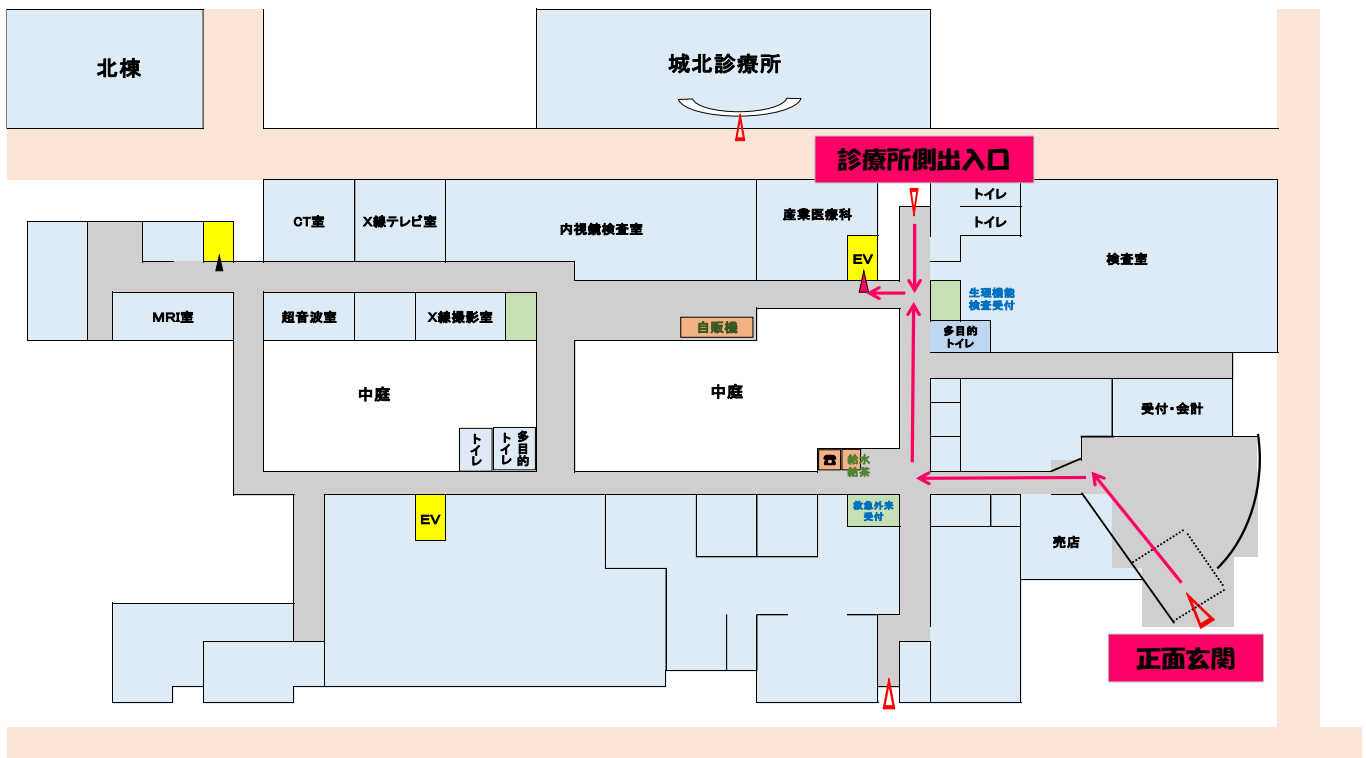 北棟
城北診療所
診療所側出入口
CT室
X線テレビ室
内視鏡検査室
産業医療科
トイレ
トイレ
検査室
EV
生理機能
検査受付
MRI室
超音波室
X線撮影室
自販機
多目的
トイレ
中庭
中庭
受付・会計
トイレ
多目的
トイレ
☎
給水
給茶
EV
救急外来
受付
売店
正面玄関